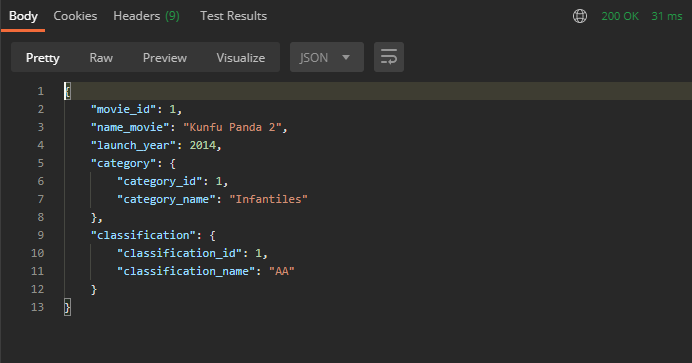 Body Cookies Headers (9) Test Results 200 OK 31 ms
Pretty Raw Preview Visualize JSON
1 {
2 "movie_id": 1,
3 "name_movie": "Kunfu Panda 2",
4 "launch_year": 2014,
5 "category": {
6 "category_id": 1,
7 "category_name": "Infantiles"
8 },
9 "classification": {
10 "classification_id": 1,
11 "classification_name": "AA"
12 }
13 }